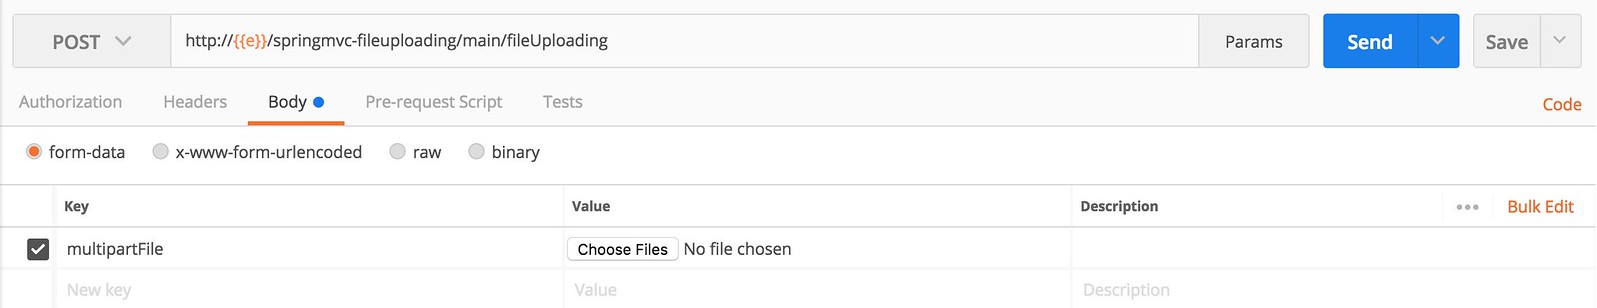 POST http://{{e}}/springmvc-fileuploading/main/fileUploading Params Send Save
Authorization Headers Body Pre-request Script Tests Code
form-data x-www-form-urlencoded raw binary
Key Value Description Bulk Edit
multipartFile Choose Files No file chosen
New key Value Description